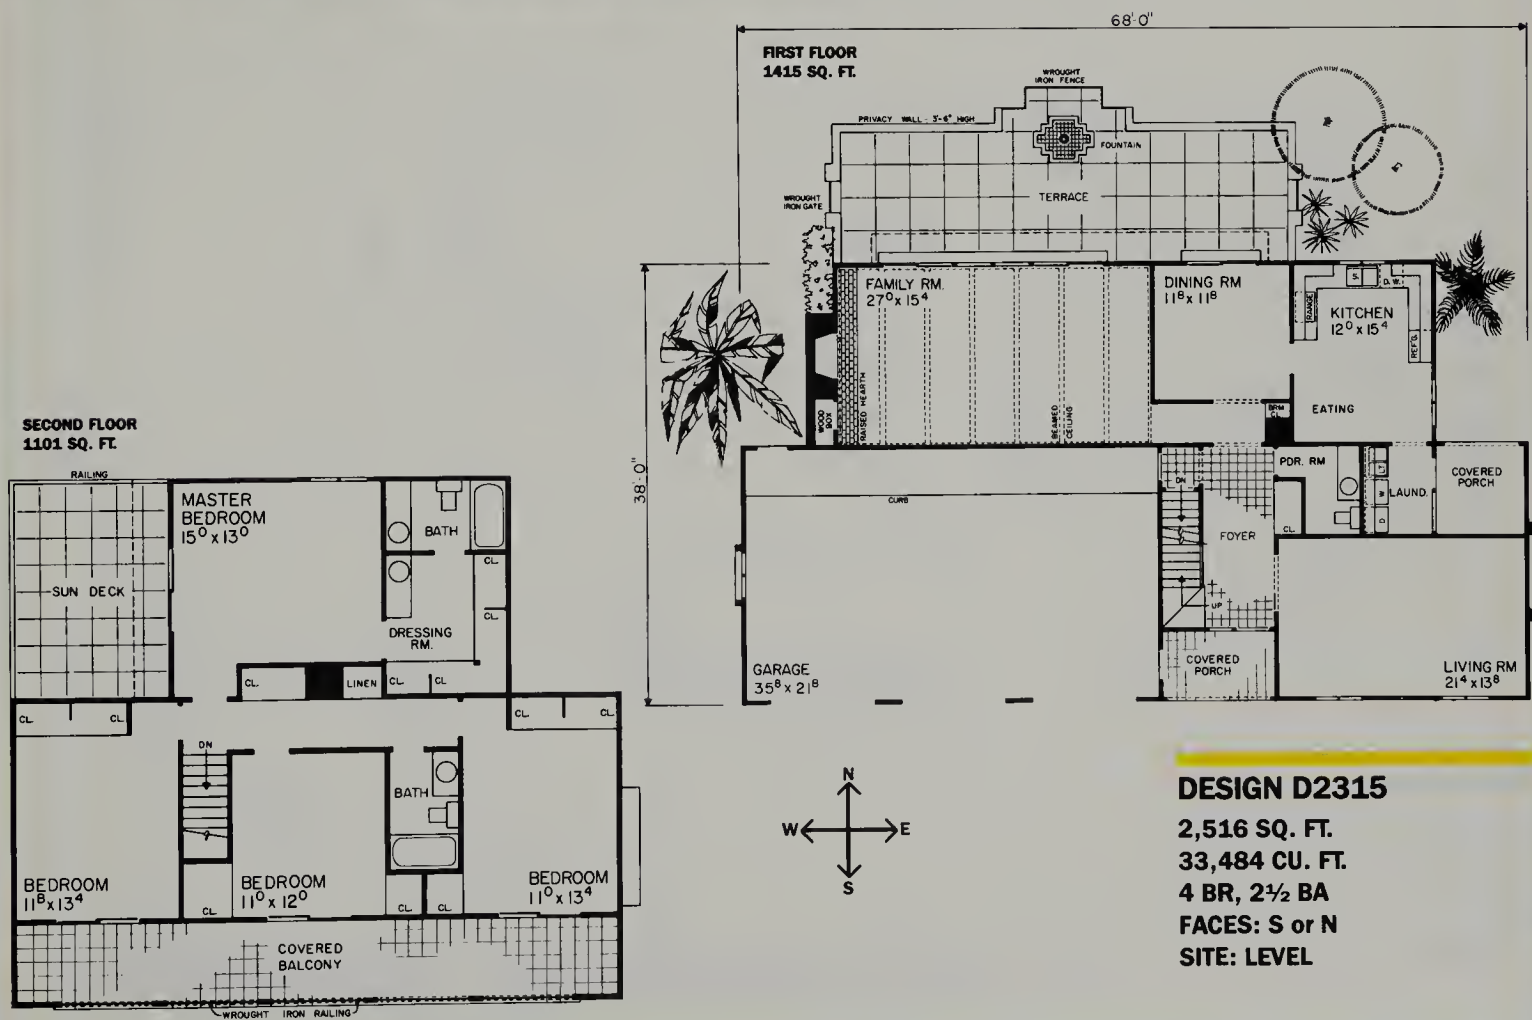 68'-0"
FIRST FLOOR
1415 SQ. FT.
WROUGHT
IRON FENCE
PRIVACY WALL - 3'-6" HIGH
FOUNTAIN
TERRACE
WROUGHT
IRON GATE
FAMILY RM.
27⁰ x 15⁴
DINING RM
11⁸ x 11⁸
S.
D.W.
RANGE
KITCHEN
12⁰ x 15⁴
REF'G.
RAISED HEARTH
WOOD
BOX
BEAMED
CEILING
BRM
CL.
EATING
38'-0"
CURB
DN
PDR. RM
LT
W
D
LAUND.
COVERED
PORCH
CL.
FOYER
UP
COVERED
PORCH
GARAGE
35⁸ x 21⁸
LIVING RM
21⁴ x 13⁸
SECOND FLOOR
1101 SQ. FT.
RAILING
MASTER
BEDROOM
15⁰ x 13⁰
BATH
SUN DECK
CL.
CL.
DRESSING
RM.
CL.
LINEN
CL.
CL.
CL.
CL.
CL.
CL.
DN
BATH
BEDROOM
11⁸ x 13⁴
BEDROOM
11⁰ x 12⁰
BEDROOM
11⁰ x 13⁴
CL.
CL.
CL.
COVERED
BALCONY
WROUGHT IRON RAILING
N
W
E
S
DESIGN D2315
2,516 SQ. FT.
33,484 CU. FT.
4 BR, 2½ BA
FACES: S or N
SITE: LEVEL